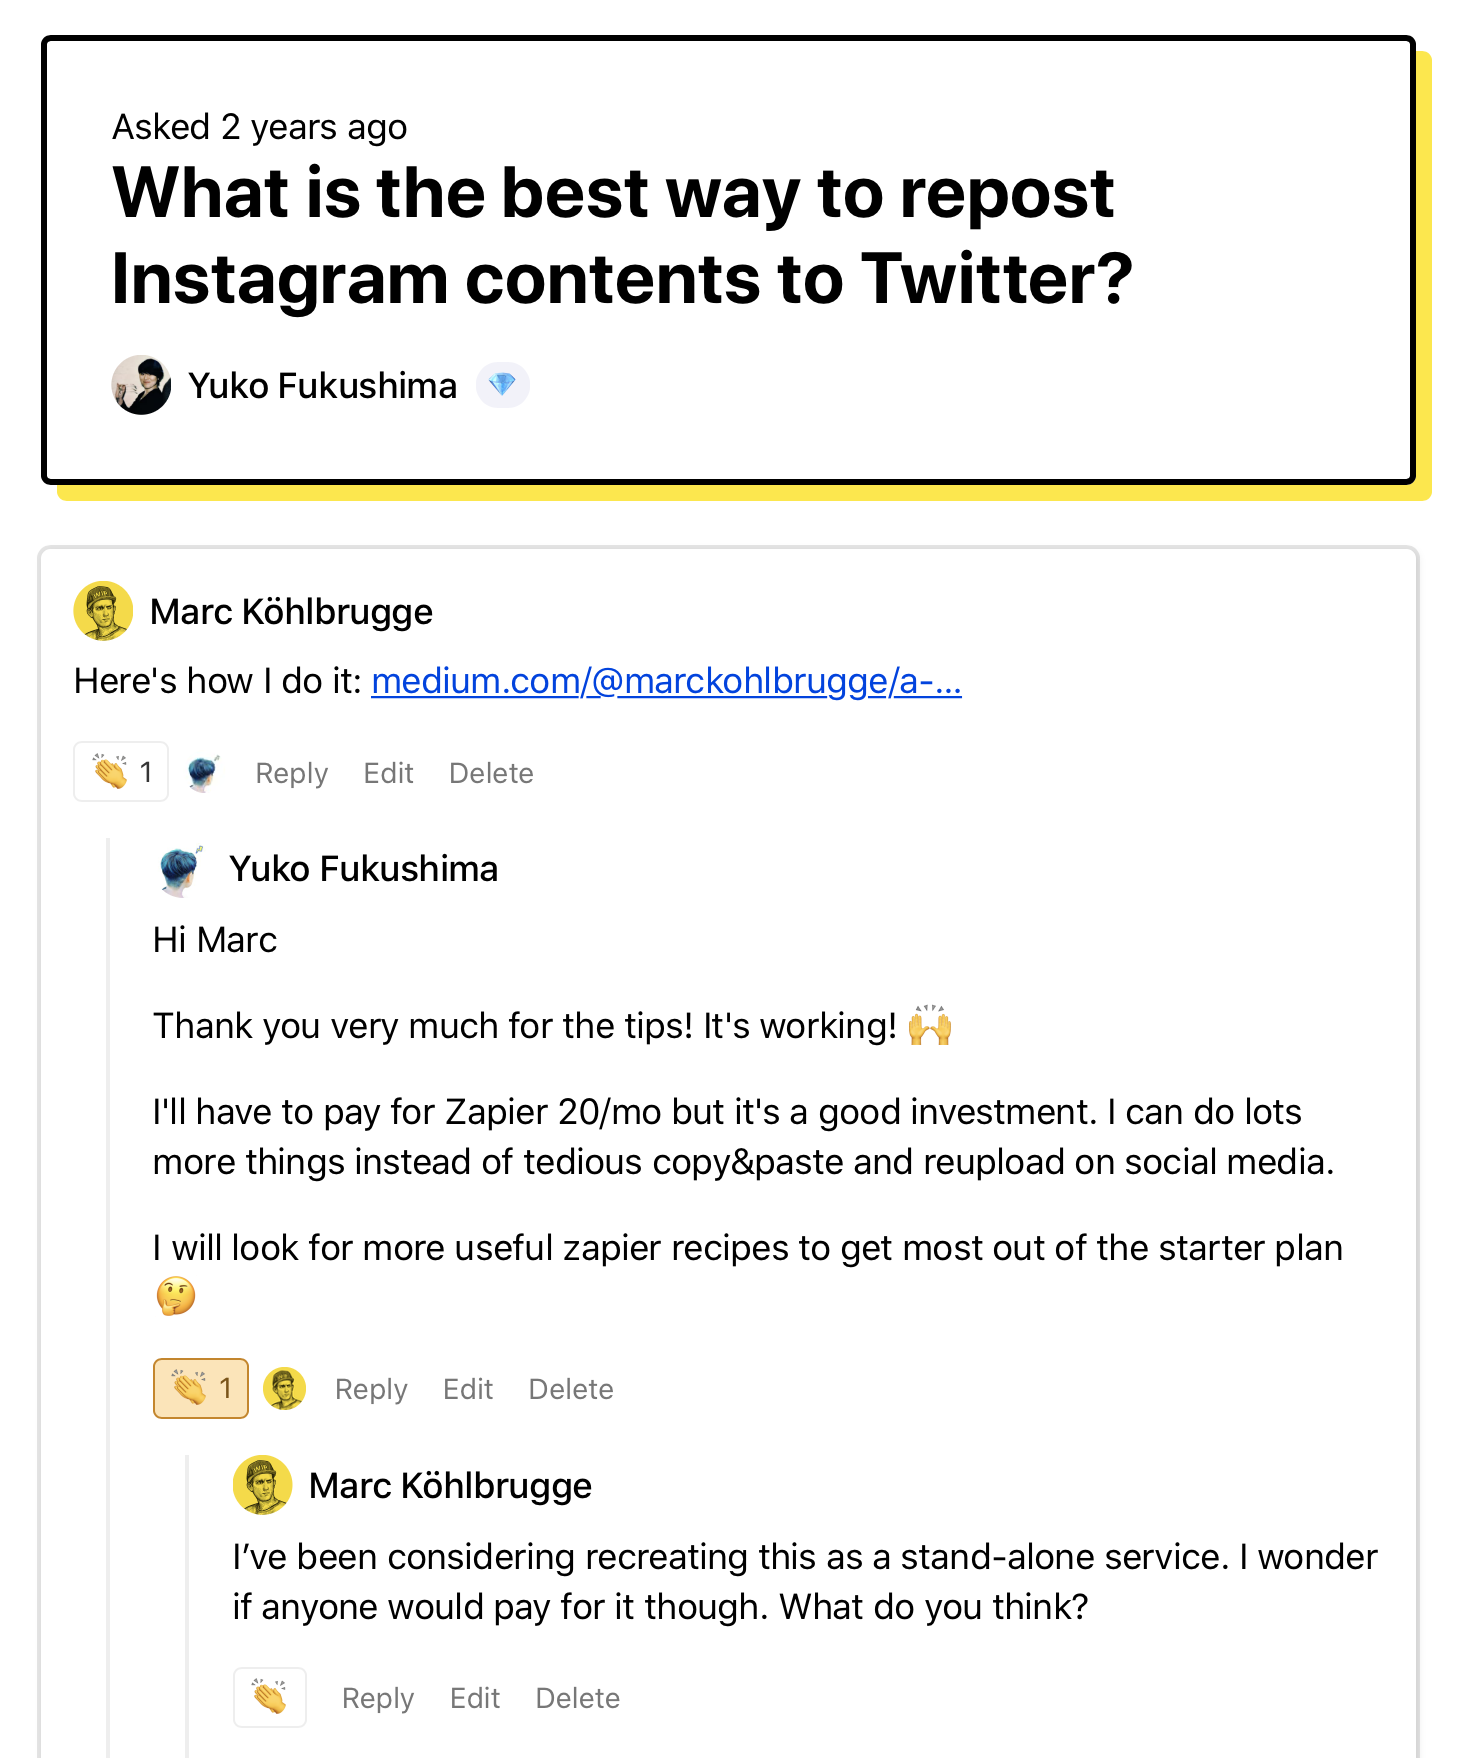 Asked 2 years ago
What is the best way to repost
Instagram contents to Twitter?
Yuko Fukushima 💎
Marc Köhlbrugge
Here's how I do it: medium.com/@marckohlbrugge/a-...
👏 1 Reply Edit Delete
Yuko Fukushima
Hi Marc
Thank you very much for the tips! It's working! 🙌
I'll have to pay for Zapier 20/mo but it's a good investment. I can do lots
more things instead of tedious copy&paste and reupload on social media.
I will look for more useful zapier recipes to get most out of the starter plan
🤔
👏 1 Reply Edit Delete
Marc Köhlbrugge
I’ve been considering recreating this as a stand-alone service. I wonder
if anyone would pay for it though. What do you think?
👏 Reply Edit Delete